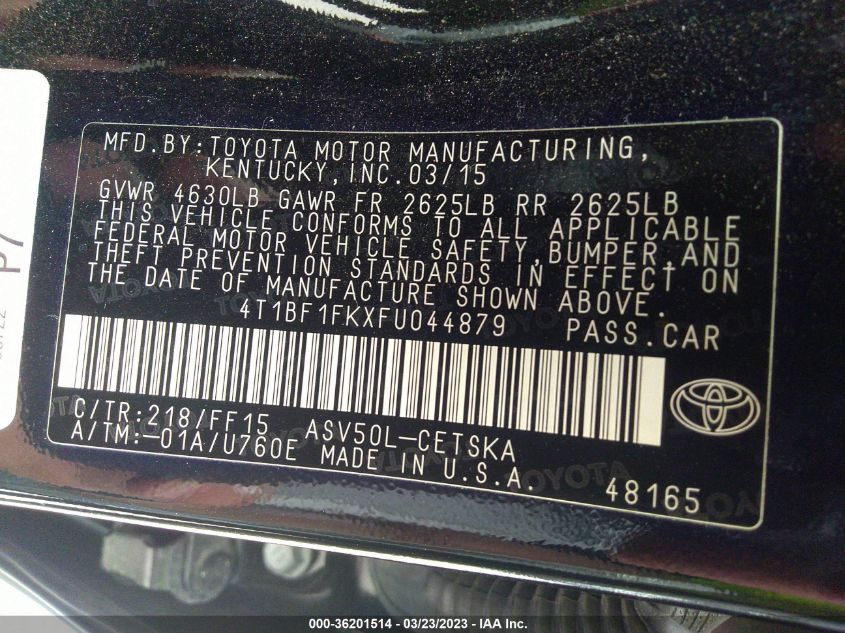 MFD.BY:TOYOTA MOTOR MANUFACTURING,
KENTUCKY,INC.03/15
GVWR 4630LB GAWR FR 2625LB RR 2625LB
THIS VEHICLE CONFORMS TO ALL APPLICABLE
FEDERAL MOTOR VEHICLE SAFETY,BUMPER,AND
THEFT PREVENTION STANDARDS IN EFFECT ON
THE DATE OF MANUFACTURE SHOWN ABOVE.
4T1BF1FKXFU044879 PASS.CAR
C/TR:218/FF15 ASV50L-CETSKA
A/TM:-01A/U760E MADE IN U.S.A.
48165
P7
000-36201514 - 03/23/2023 - IAA Inc.